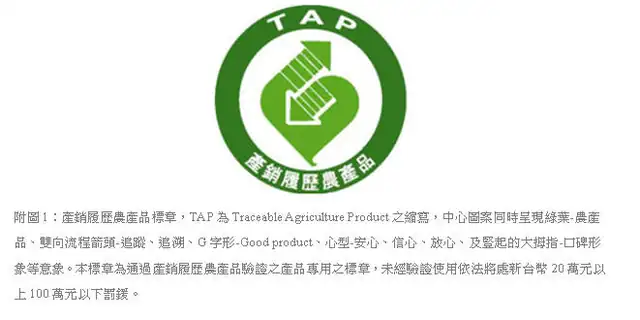 TAP
產銷履歷農產品
附圖1：產銷履歷農產品標章，TAP 為 Traceable Agriculture Product 之縮寫，中心圖案同時呈現綠葉-農產
品、雙向流程箭頭-追蹤、追溯、G 字形-Good product、心型-安心、信心、放心、及豎起的大拇指-口碑形
象等意象。本標章為通過產銷履歷農產品驗證之產品專用之標章，未經驗證使用依法將處新台幣 20 萬元以
上 100 萬元以下罰鍰。